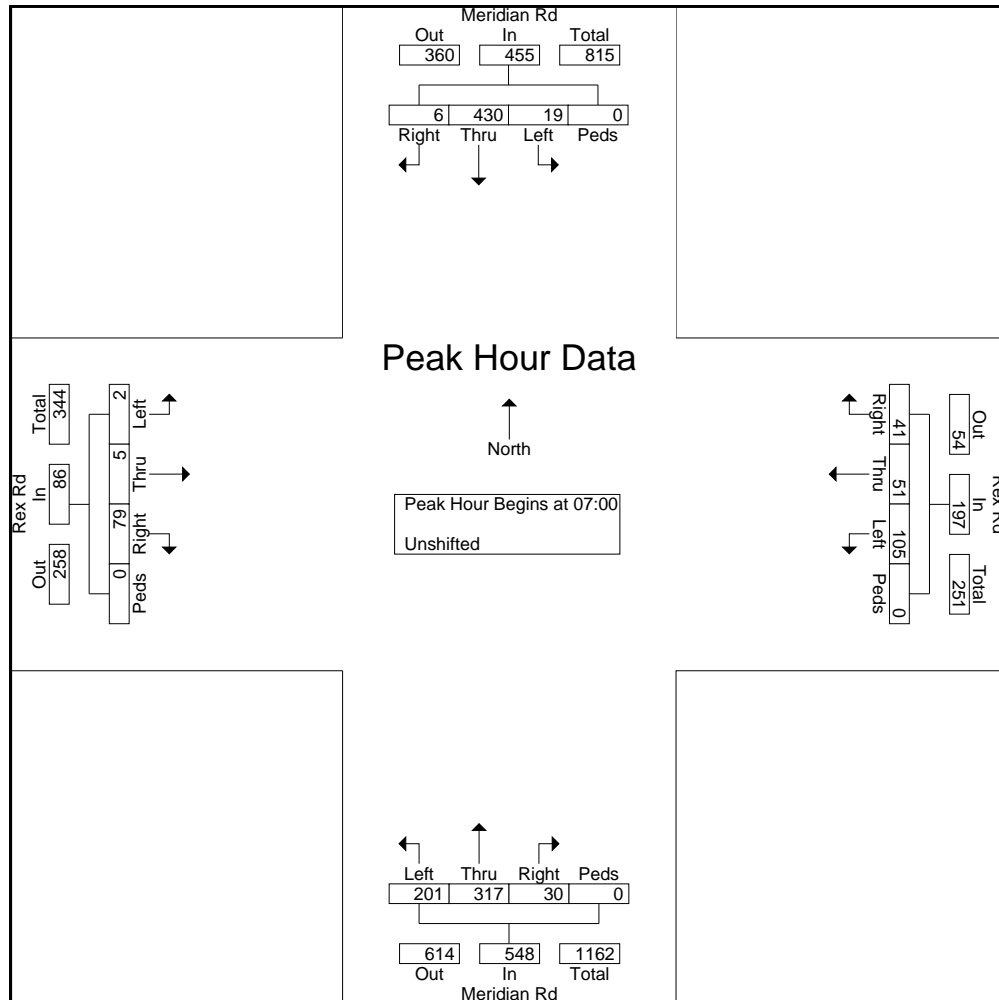 Meridian Rd
Out In Total
360 455 815
6 430 19 0
Right Thru Left Peds
Peak Hour Data
North
Peak Hour Begins at 07:00
Unshifted
Rex Rd
Total In Out
344 86 258
2 5 79 0
Left Thru Right Peds
Rex Rd
Out In Total
54 197 251
41 51 105 0
Right Thru Left Peds
Left Thru Right Peds
201 317 30 0
614 548 1162
Out In Total
Meridian Rd